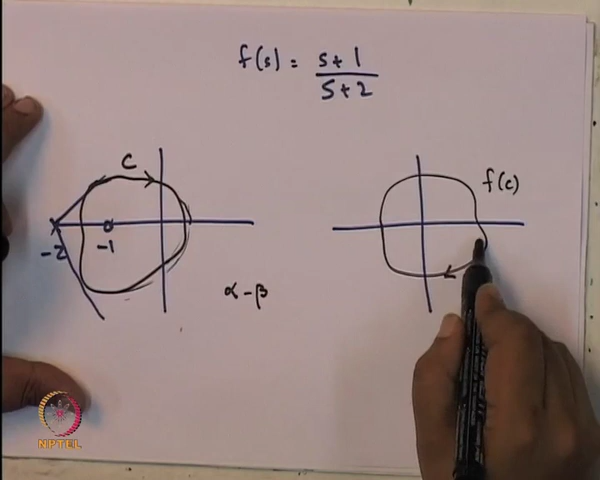 f(s) = s+1
s+2
C
f(c)
-2
-1
α-β
NPTEL